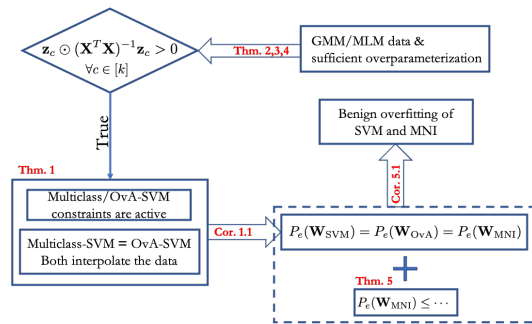 z_c ⊙ (X^T X)^{-1} z_c > 0
∀c ∈ [k]
Thm. 2,3,4
GMM/MLM data &
sufficient overparameterization
True
Benign overfitting of
SVM and MNI
Thm. 1
Cor. 5.1
Multiclass/OvA-SVM
constraints are active
Multiclass-SVM = OvA-SVM
Both interpolate the data
Cor. 1.1
P_e(W_SVM) = P_e(W_OvA) = P_e(W_MNI)
+
Thm. 5
P_e(W_MNI) ≤ ⋯